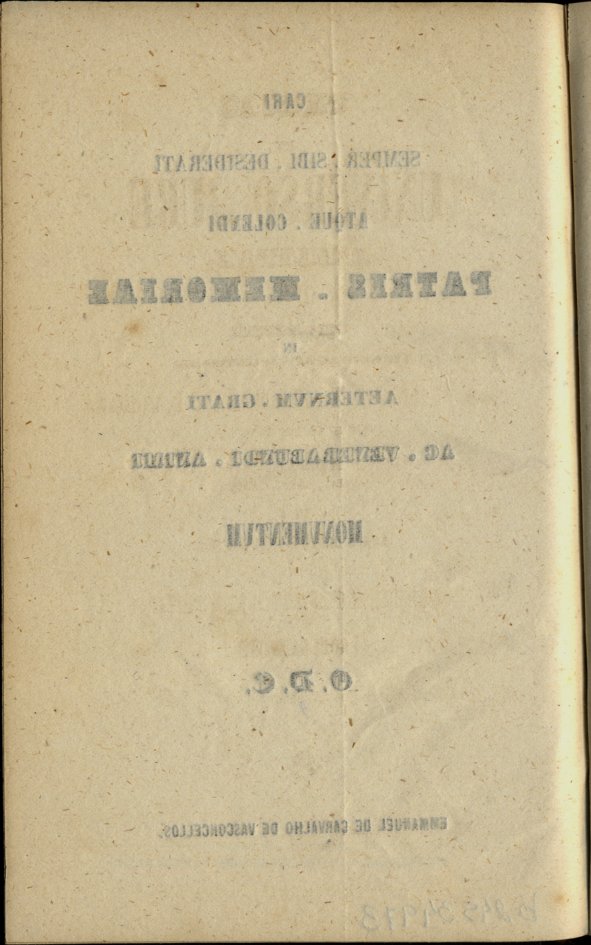 CARI
SEMPER . SIBI . DESIDERATI
ATQUE . COLENDI
PATRIS . MEMORIAE
IN
AETERNVM . GRATI
AC . VENERABUNDI . ANIMI
MONUMENTUM
O. D. C.
EMMANUEL DE CARVALHO DE VASCONCELLOS.